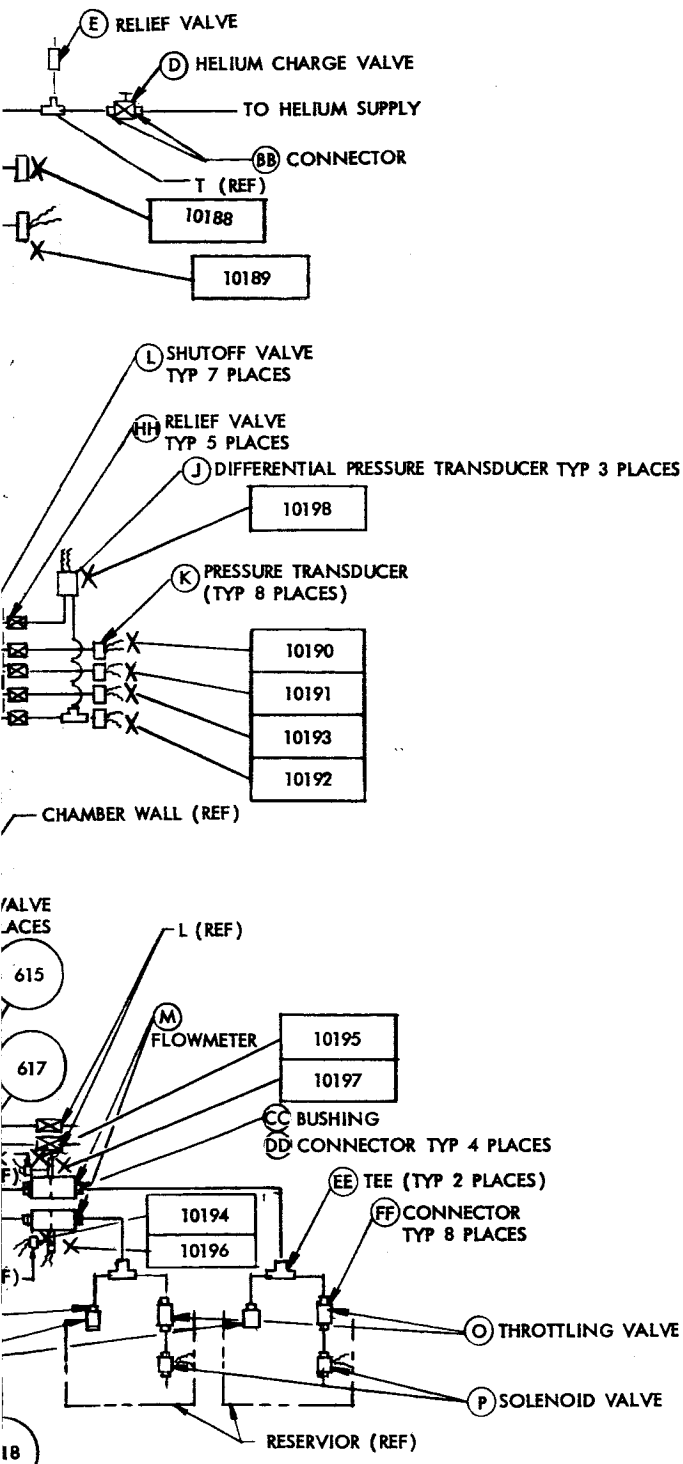 E RELIEF VALVE
D HELIUM CHARGE VALVE
TO HELIUM SUPPLY
BB CONNECTOR
T (REF)
10188
10189
L SHUTOFF VALVE
TYP 7 PLACES
HH RELIEF VALVE
TYP 5 PLACES
J DIFFERENTIAL PRESSURE TRANSDUCER TYP 3 PLACES
10198
K PRESSURE TRANSDUCER
(TYP 8 PLACES)
10190
10191
10193
10192
CHAMBER WALL (REF)
VALVE
LACES
L (REF)
615
M
FLOWMETER
10195
617
10197
CC BUSHING
DD CONNECTOR TYP 4 PLACES
F)
EE TEE (TYP 2 PLACES)
10194
FF CONNECTOR
TYP 8 PLACES
10196
F)
O THROTTLING VALVE
P SOLENOID VALVE
RESERVIOR (REF)
18